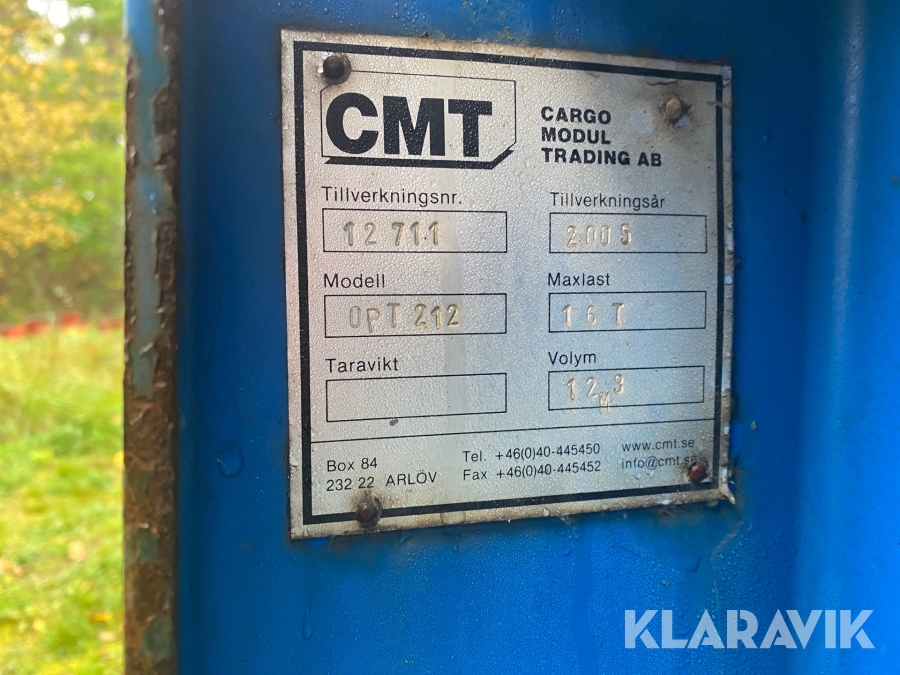 CMT
CARGO
MODUL
TRADING AB
Tillverkningsnr.
12711
Tillverkningsår
2005
Modell
OpT 212
Maxlast
16 T
Taravikt
Volym
12 M3
Box 84
232 22 ARLÖV
Tel. +46(0)40-445450
Fax +46(0)40-445452
www.cmt.se
info@cmt.se
KLARAVIK